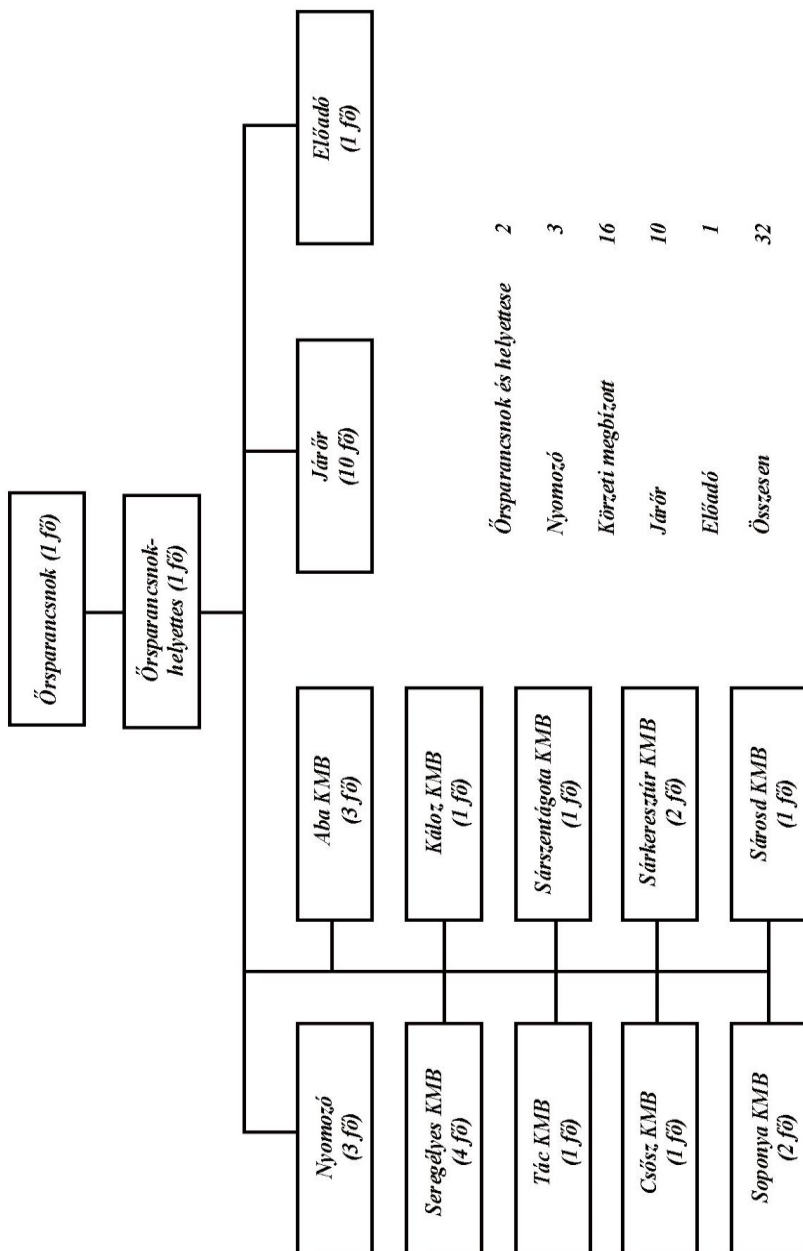 Őrsparancsnok (1 fő)
Őrsparancsnok-
helyettes (1 fő)
Nyomozó
(3 fő)
Aba KMB
(3 fő)
Járőr
(10 fő)
Előadó
(1 fő)
Seregélyes KMB
(4 fő)
Káloz KMB
(1 fő)
Tác KMB
(1 fő)
Sárszentágota KMB
(1 fő)
Csősz KMB
(1 fő)
Sárkeresztúr KMB
(2 fő)
Soponya KMB
(2 fő)
Sárosd KMB
(1 fő)
Őrsparancsnok és helyettese 2
Nyomozó 3
Körzeti megbízott 16
Járőr 10
Előadó 1
Összesen 32